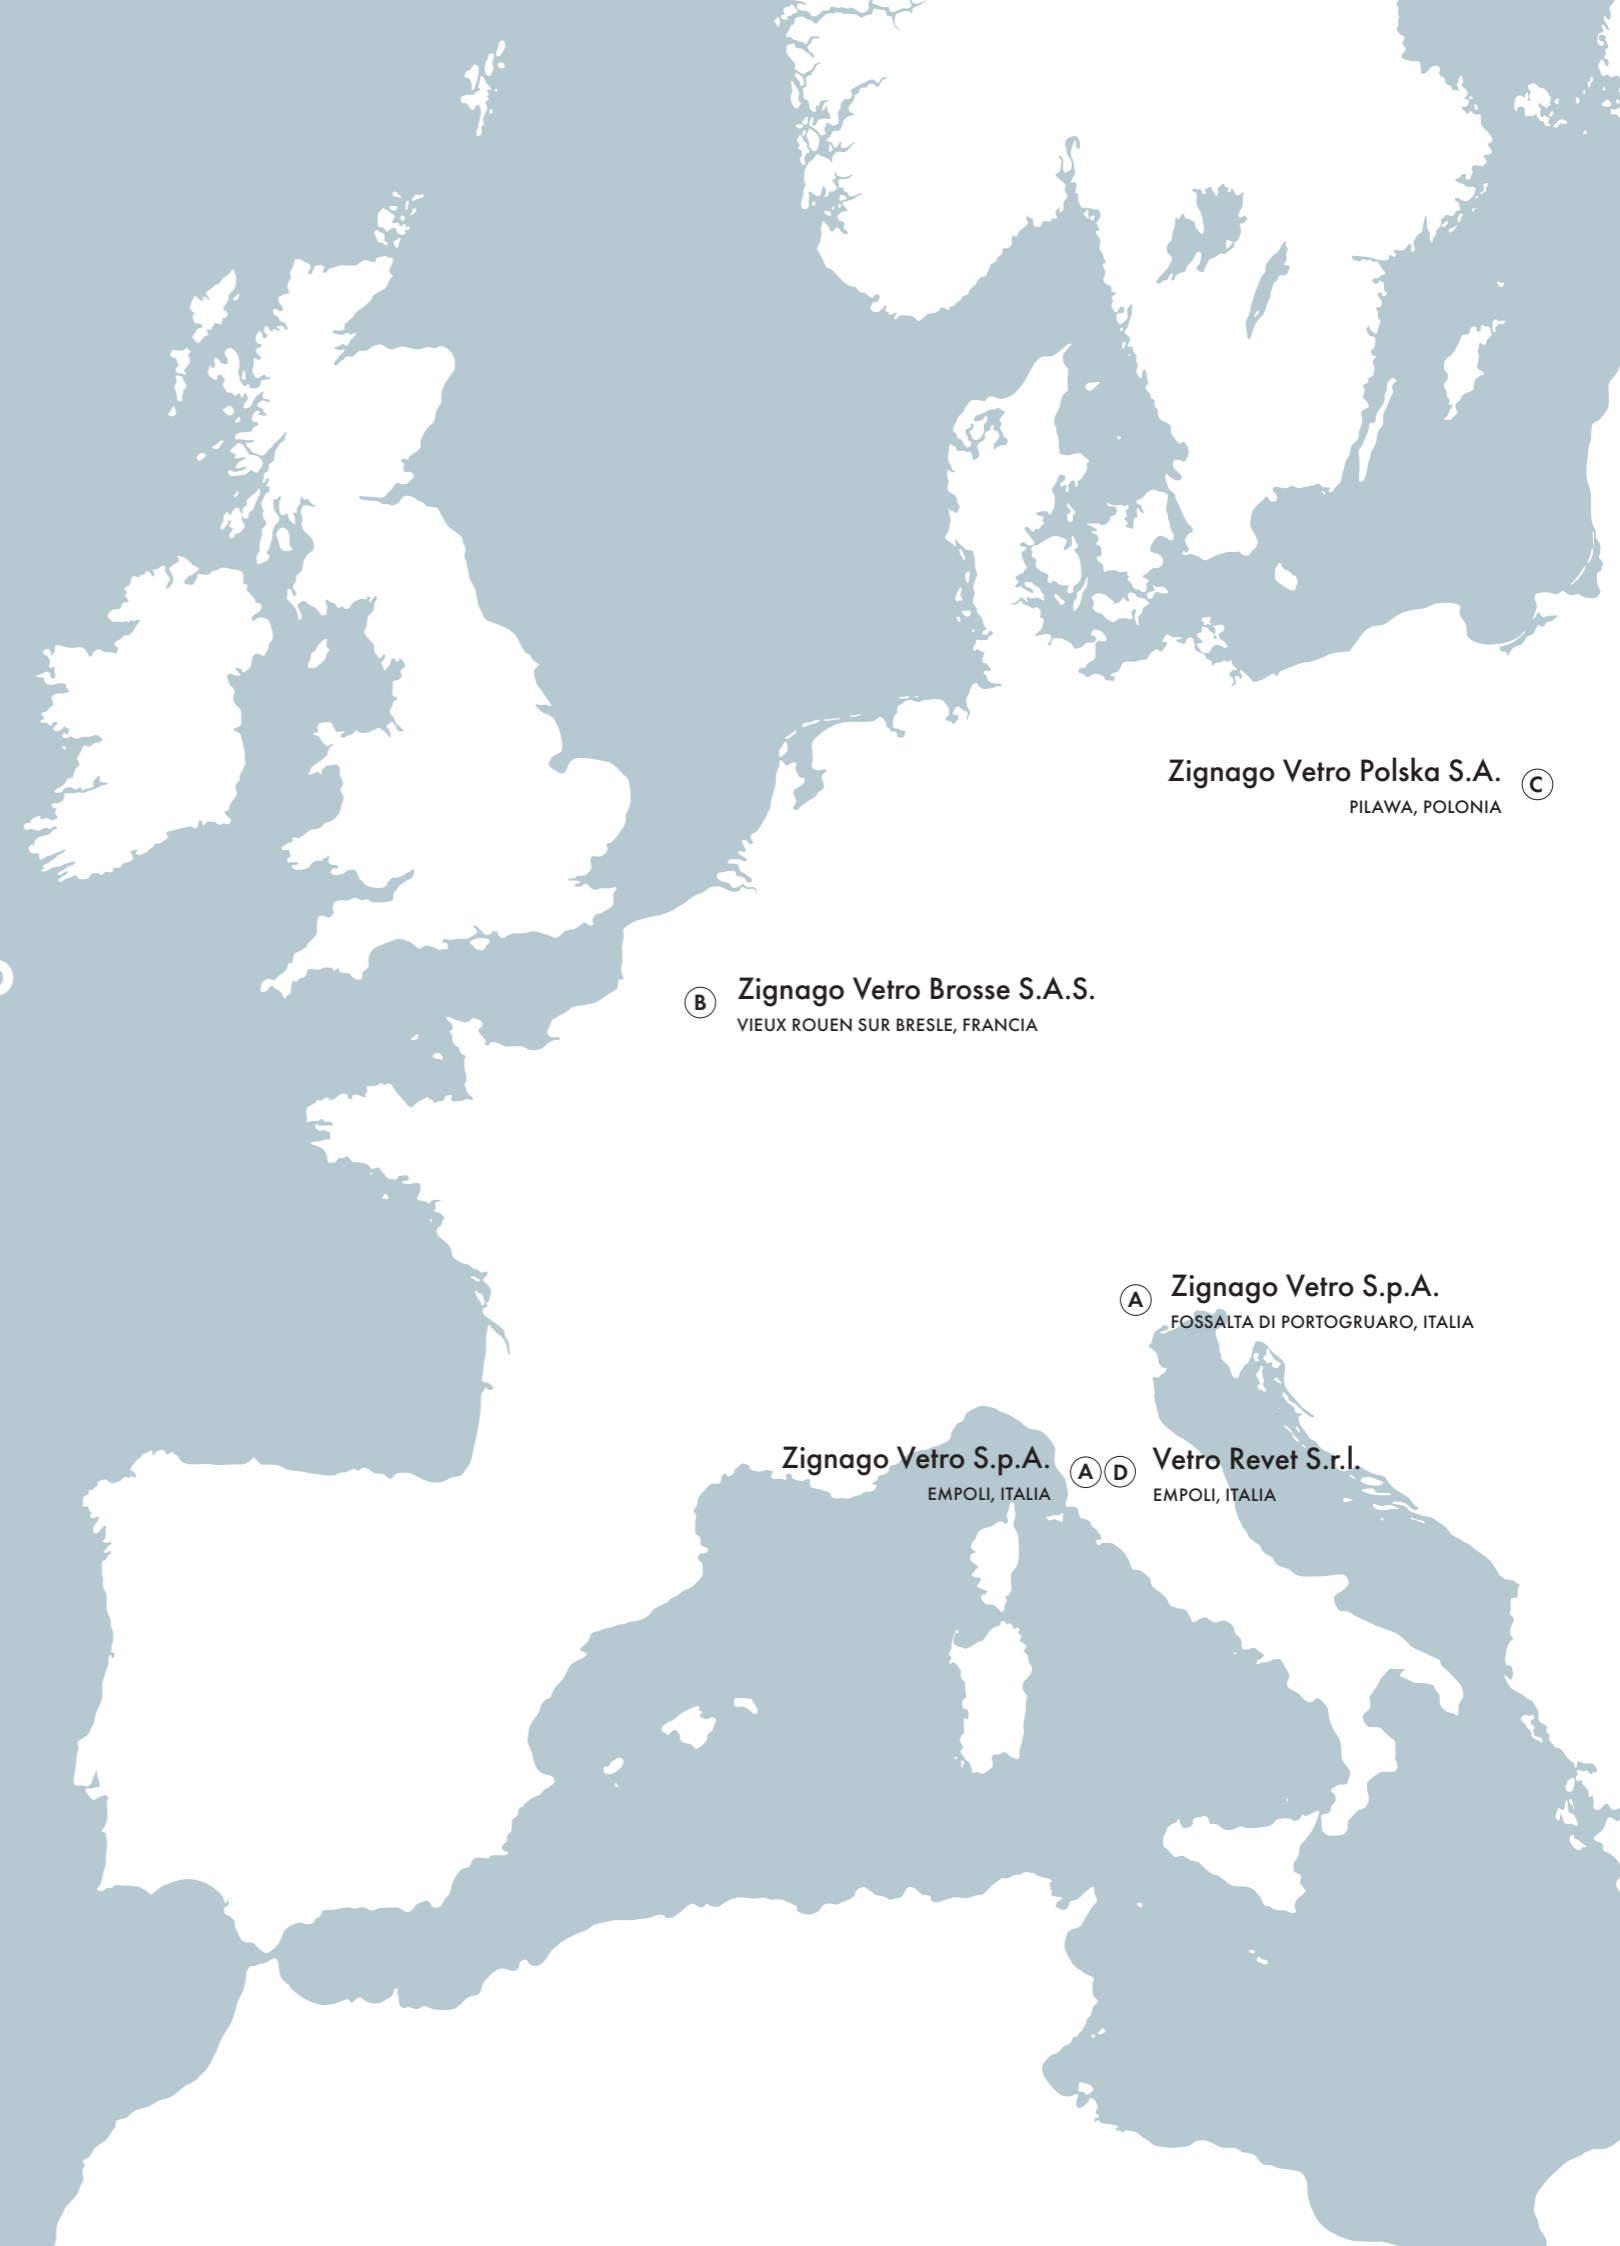 Zignago Vetro Polska S.A.
PILAWA, POLONIA
C
B
Zignago Vetro Brosse S.A.S.
VIEUX ROUEN SUR BRESLE, FRANCIA
A
Zignago Vetro S.p.A.
FOSSALTA DI PORTOGRUARO, ITALIA
Zignago Vetro S.p.A.
EMPOLI, ITALIA
A D
Vetro Revet S.r.l.
EMPOLI, ITALIA